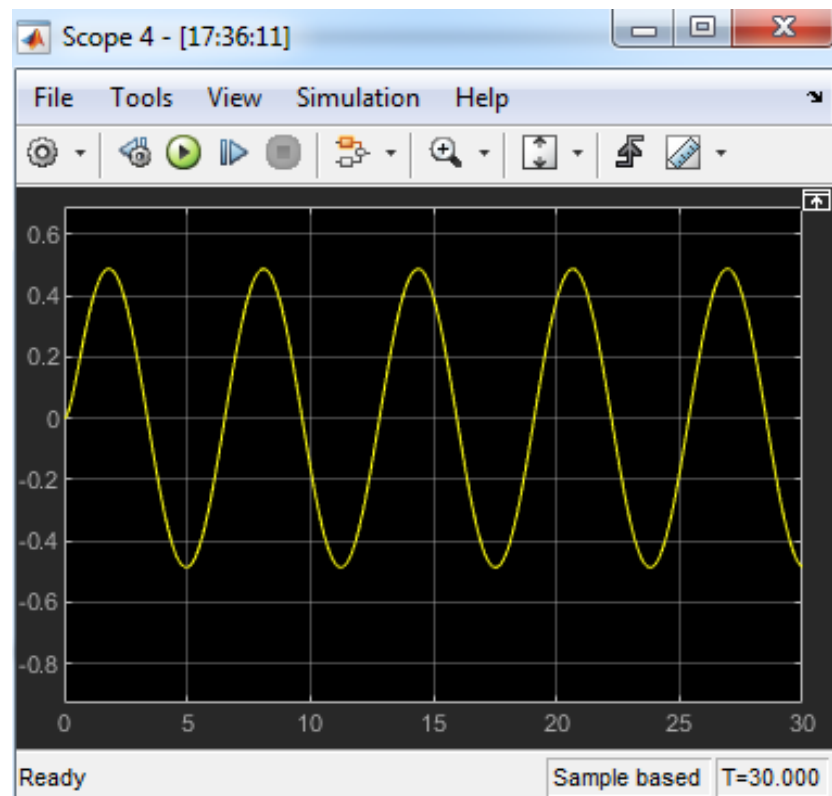 Scope 4 - [17:36:11]
File Tools View Simulation Help
0.6
0.4
0.2
0
-0.2
-0.4
-0.6
-0.8
0 5 10 15 20 25 30
Ready Sample based T=30.000